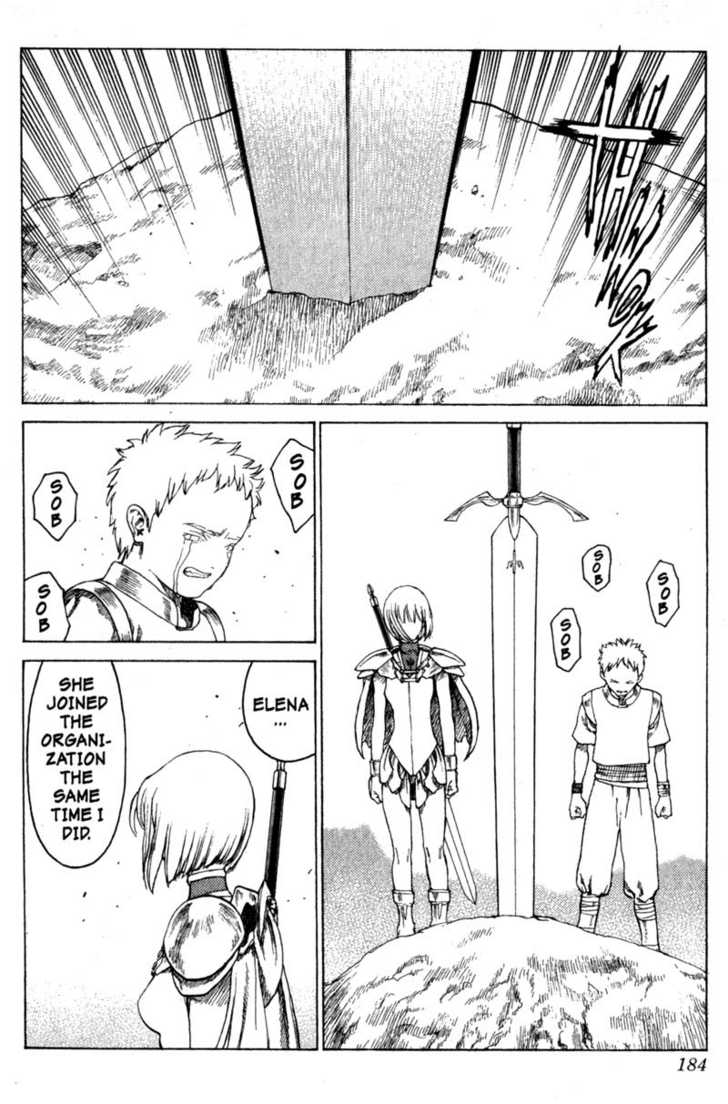 THWOK
SOB
SOB
SOB
SOB
SOB
SOB
ELENA
...
SHE
JOINED
THE
ORGANI-
ZATION
THE
SAME
TIME I
DID.
184